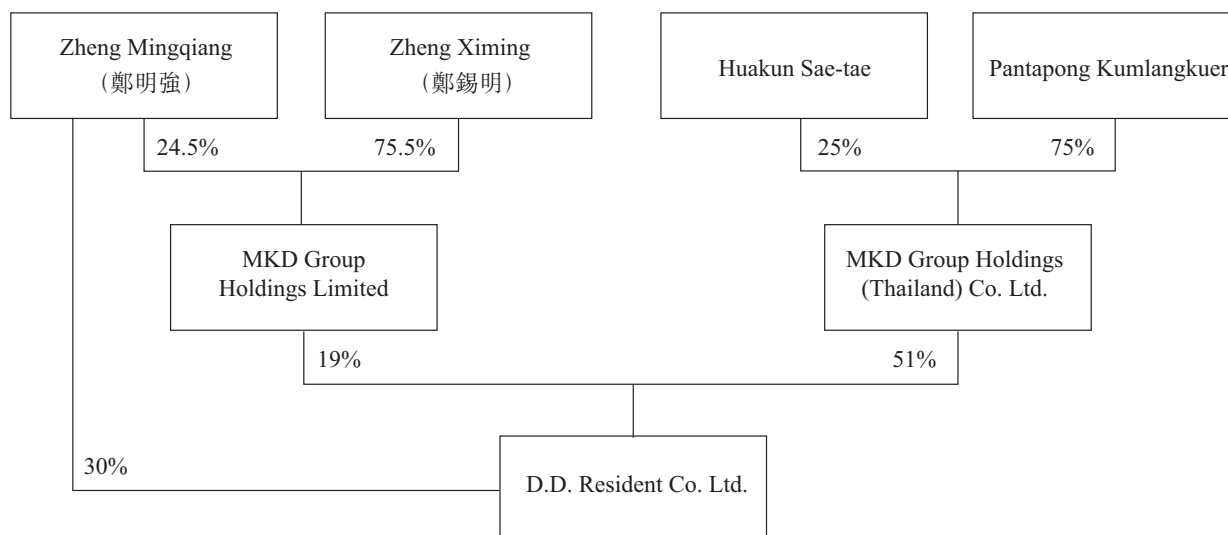 Zheng Mingqiang
（鄭明強）
Zheng Ximing
（鄭錫明）
Huakun Sae-tae
Pantapong Kumlangkuer
24.5%
75.5%
25%
75%
MKD Group
Holdings Limited
MKD Group Holdings
(Thailand) Co. Ltd.
19%
51%
30%
D.D. Resident Co. Ltd.